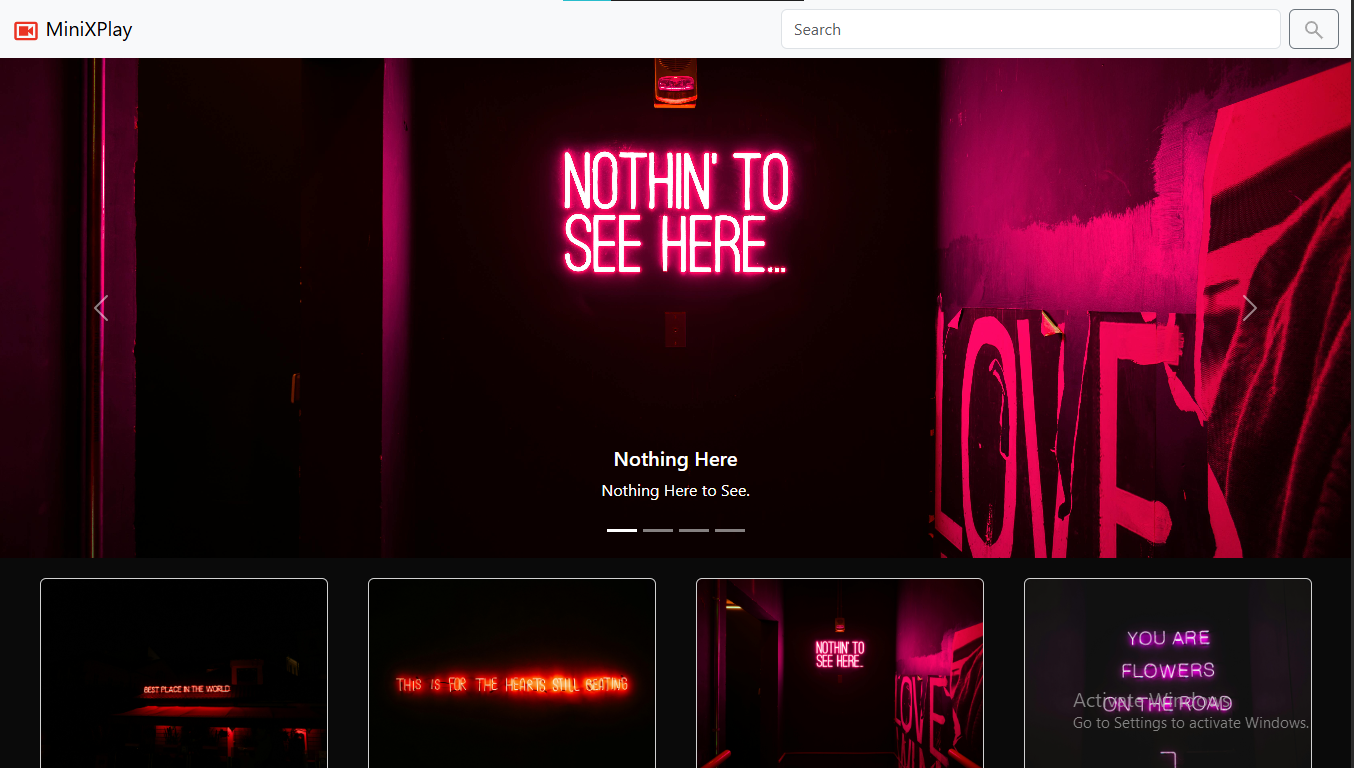 MiniXPlay
Search
NOTHIN' TO
SEE HERE...
LOVE
Nothing Here
Nothing Here to See.
BEST PLACE IN THE WORLD
THIS IS FOR THE HEARTS STILL BEATING
NOTHIN' TO
SEE HERE...
LOVE
YOU ARE
FLOWERS
ON THE ROAD
Activate Windows
Go to Settings to activate Windows.